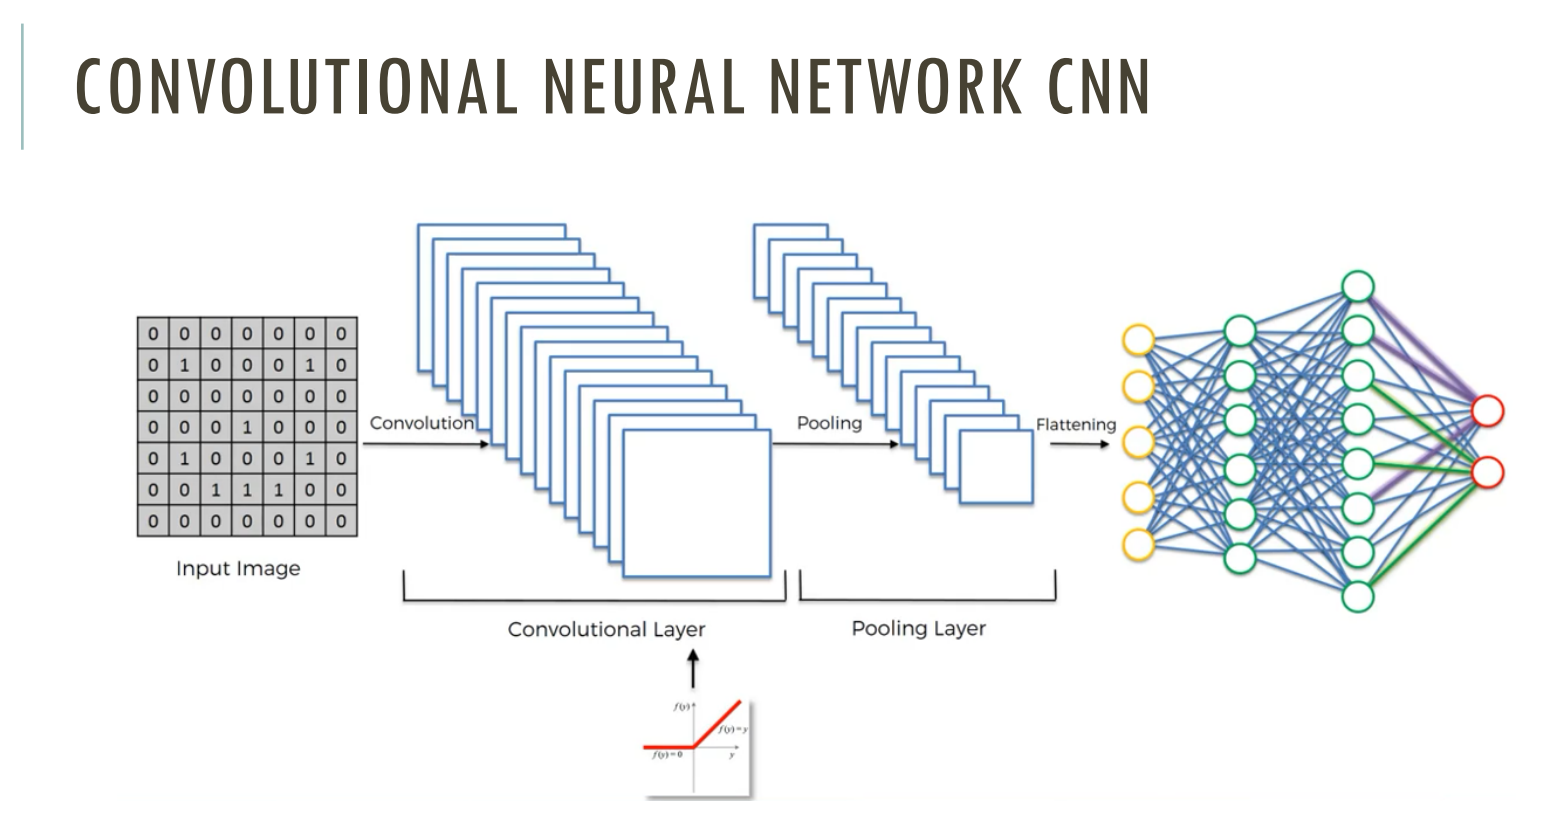 CONVOLUTIONAL NEURAL NETWORK CNN
0 0 0 0 0 0 0
0 1 0 0 0 1 0
0 0 0 0 0 0 0
0 0 0 1 0 0 0
0 1 0 0 0 1 0
0 0 1 1 1 0 0
0 0 0 0 0 0 0
Input Image
Convolution
Convolutional Layer
Pooling
Pooling Layer
Flattening
f(y)
f(y)=y
f(y)=0
y